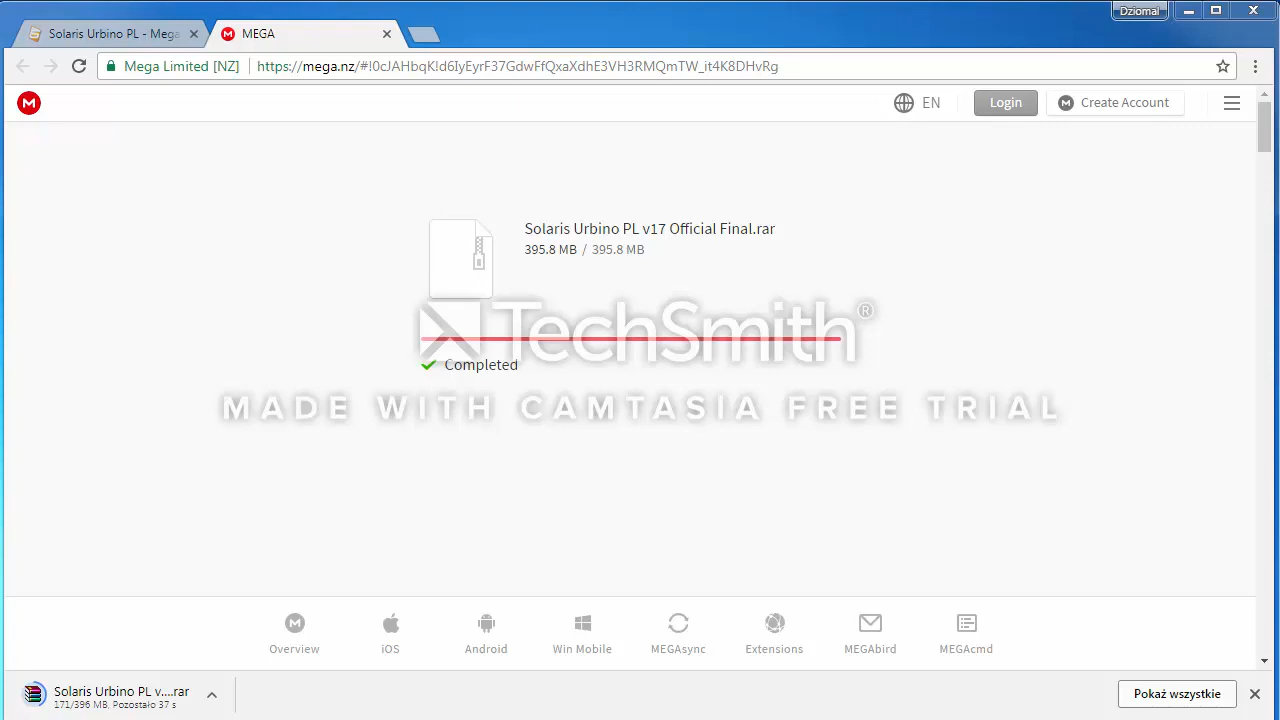 Dziomal
Solaris Urbino PL - Mega
MEGA
Mega Limited [NZ]
https://mega.nz/#!0cJAHbqK!d6IyEyrF37GdwFfQxaXdhE3VH3RMQmTW_it4K8DHvRg
EN
Login
Create Account
Solaris Urbino PL v17 Official Final.rar
395.8 MB / 395.8 MB
TechSmith®
Completed
MADE WITH CAMTASIA FREE TRIAL
Overview
iOS
Android
Win Mobile
MEGAsync
Extensions
MEGAbird
MEGAcmd
Solaris Urbino PL v....rar
171/396 MB, Pozostało 37 s
Pokaż wszystkie